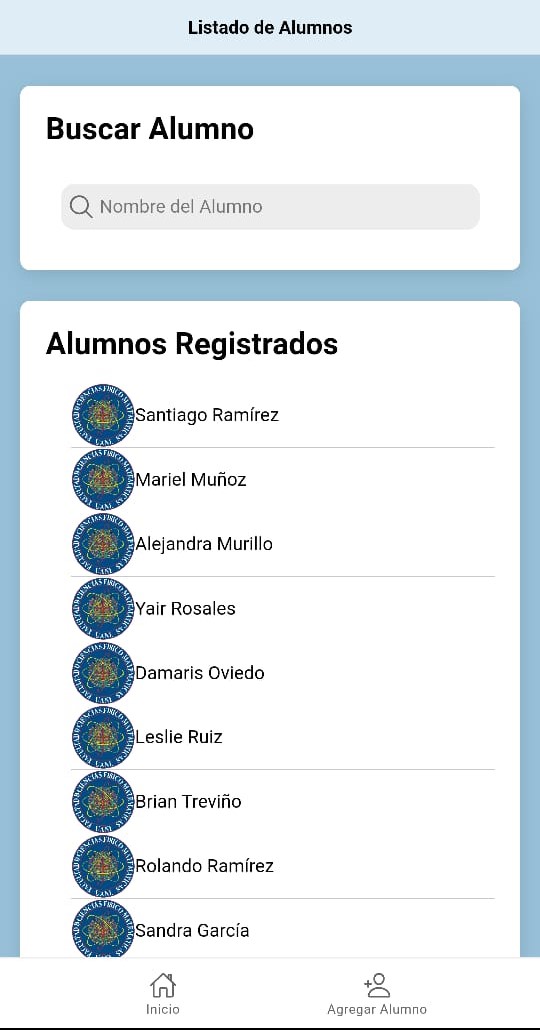 Listado de Alumnos
Buscar Alumno
Nombre del Alumno
Alumnos Registrados
Santiago Ramírez
Mariel Muñoz
Alejandra Murillo
Yair Rosales
Damaris Oviedo
Leslie Ruiz
Brian Treviño
Rolando Ramírez
Sandra García
Inicio
Agregar Alumno